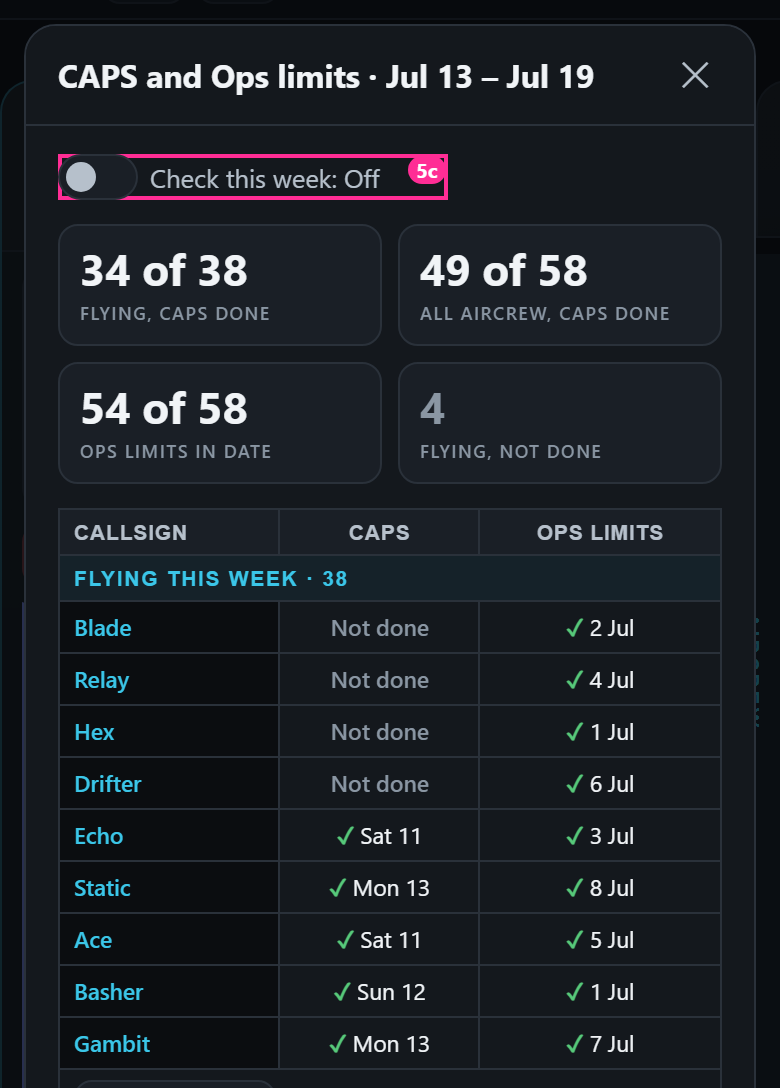 CAPS and Ops limits · Jul 13 – Jul 19
Check this week: Off
5c
34 of 38
FLYING, CAPS DONE
49 of 58
ALL AIRCREW, CAPS DONE
54 of 58
OPS LIMITS IN DATE
4
FLYING, NOT DONE
CALLSIGN CAPS OPS LIMITS
FLYING THIS WEEK · 38
Blade Not done ✓ 2 Jul
Relay Not done ✓ 4 Jul
Hex Not done ✓ 1 Jul
Drifter Not done ✓ 6 Jul
Echo ✓ Sat 11 ✓ 3 Jul
Static ✓ Mon 13 ✓ 8 Jul
Ace ✓ Sat 11 ✓ 5 Jul
Basher ✓ Sun 12 ✓ 1 Jul
Gambit ✓ Mon 13 ✓ 7 Jul